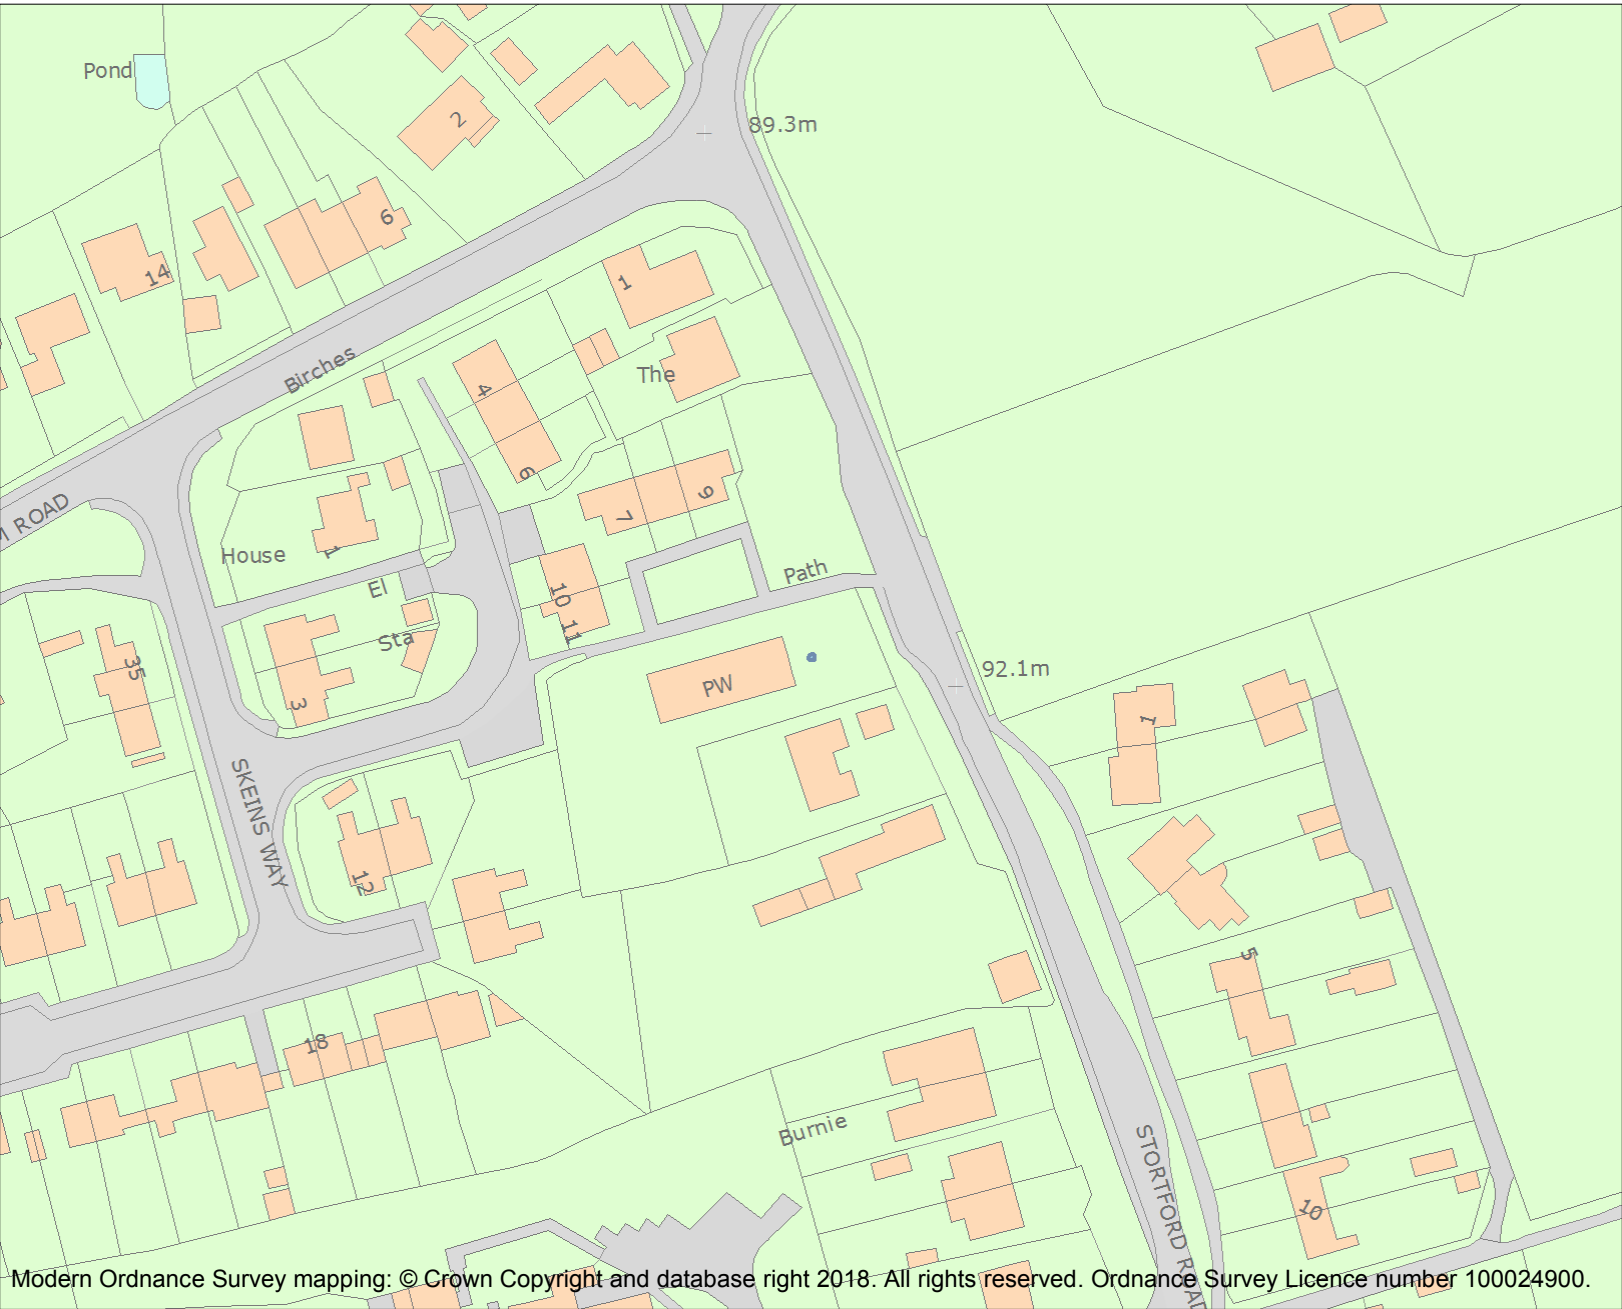 Pond
2
89.3m
6
14
1
Birches
The
4
6
9
7
M ROAD
House
1
Path
El
10
11
Sta
35
PW
92.1m
3
1
SKEINS WAY
12
5
18
Burnie
STORTFORD ROAD
10
Modern Ordnance Survey mapping: © Crown Copyright and database right 2018. All rights reserved. Ordnance Survey Licence number 100024900.